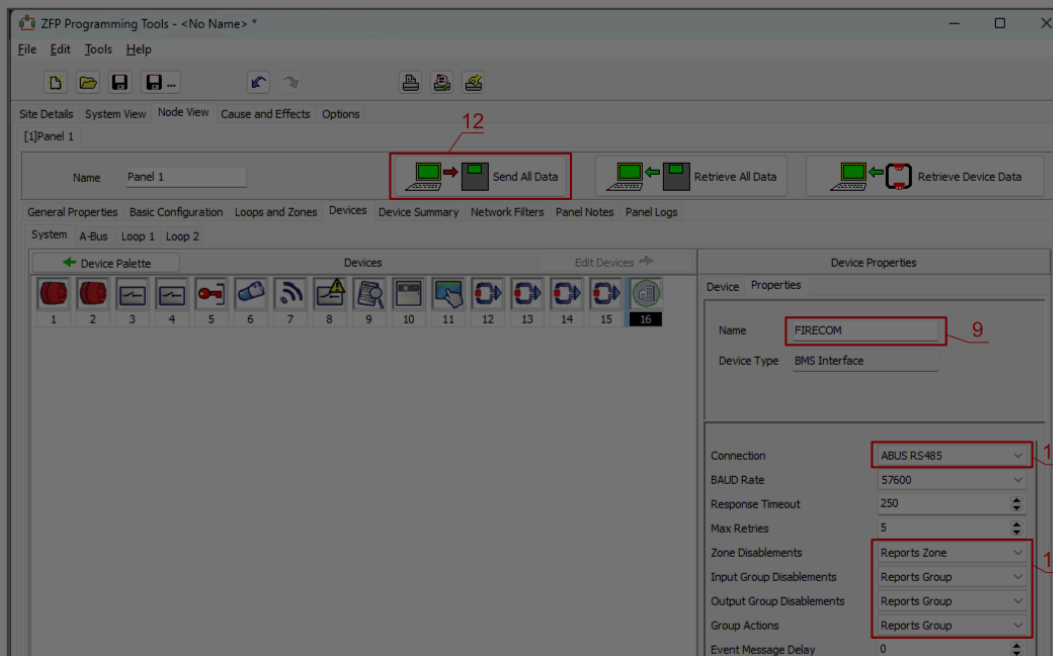 ZFP Programming Tools - <No Name> *
File Edit Tools Help
...
Site Details System View Node View Cause and Effects Options
12
[1]Panel 1
Name Panel 1 Send All Data Retrieve All Data Retrieve Device Data
General Properties Basic Configuration Loops and Zones Devices Device Summary Network Filters Panel Notes Panel Logs
System A-Bus Loop 1 Loop 2
Device Palette Devices Edit Devices Device Properties
Device Properties
1 2 3 4 5 6 7 8 9 10 11 12 13 14 15 16
Name FIRECOM 9
Device Type BMS Interface
Connection ABUS RS485 1
BAUD Rate 57600
Response Timeout 250
Max Retries 5
Zone Disablements Reports Zone 1
Input Group Disablements Reports Group
Output Group Disablements Reports Group
Group Actions Reports Group
Event Message Delay 0